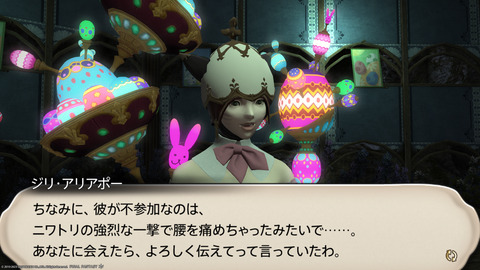 ジリ・アリアポー
ちなみに、彼が不参加なのは、
ニワトリの強烈な一撃で腰を痛めちゃったみたいで……。
あなたに会えたら、よろしく伝えてって言っていたわ。